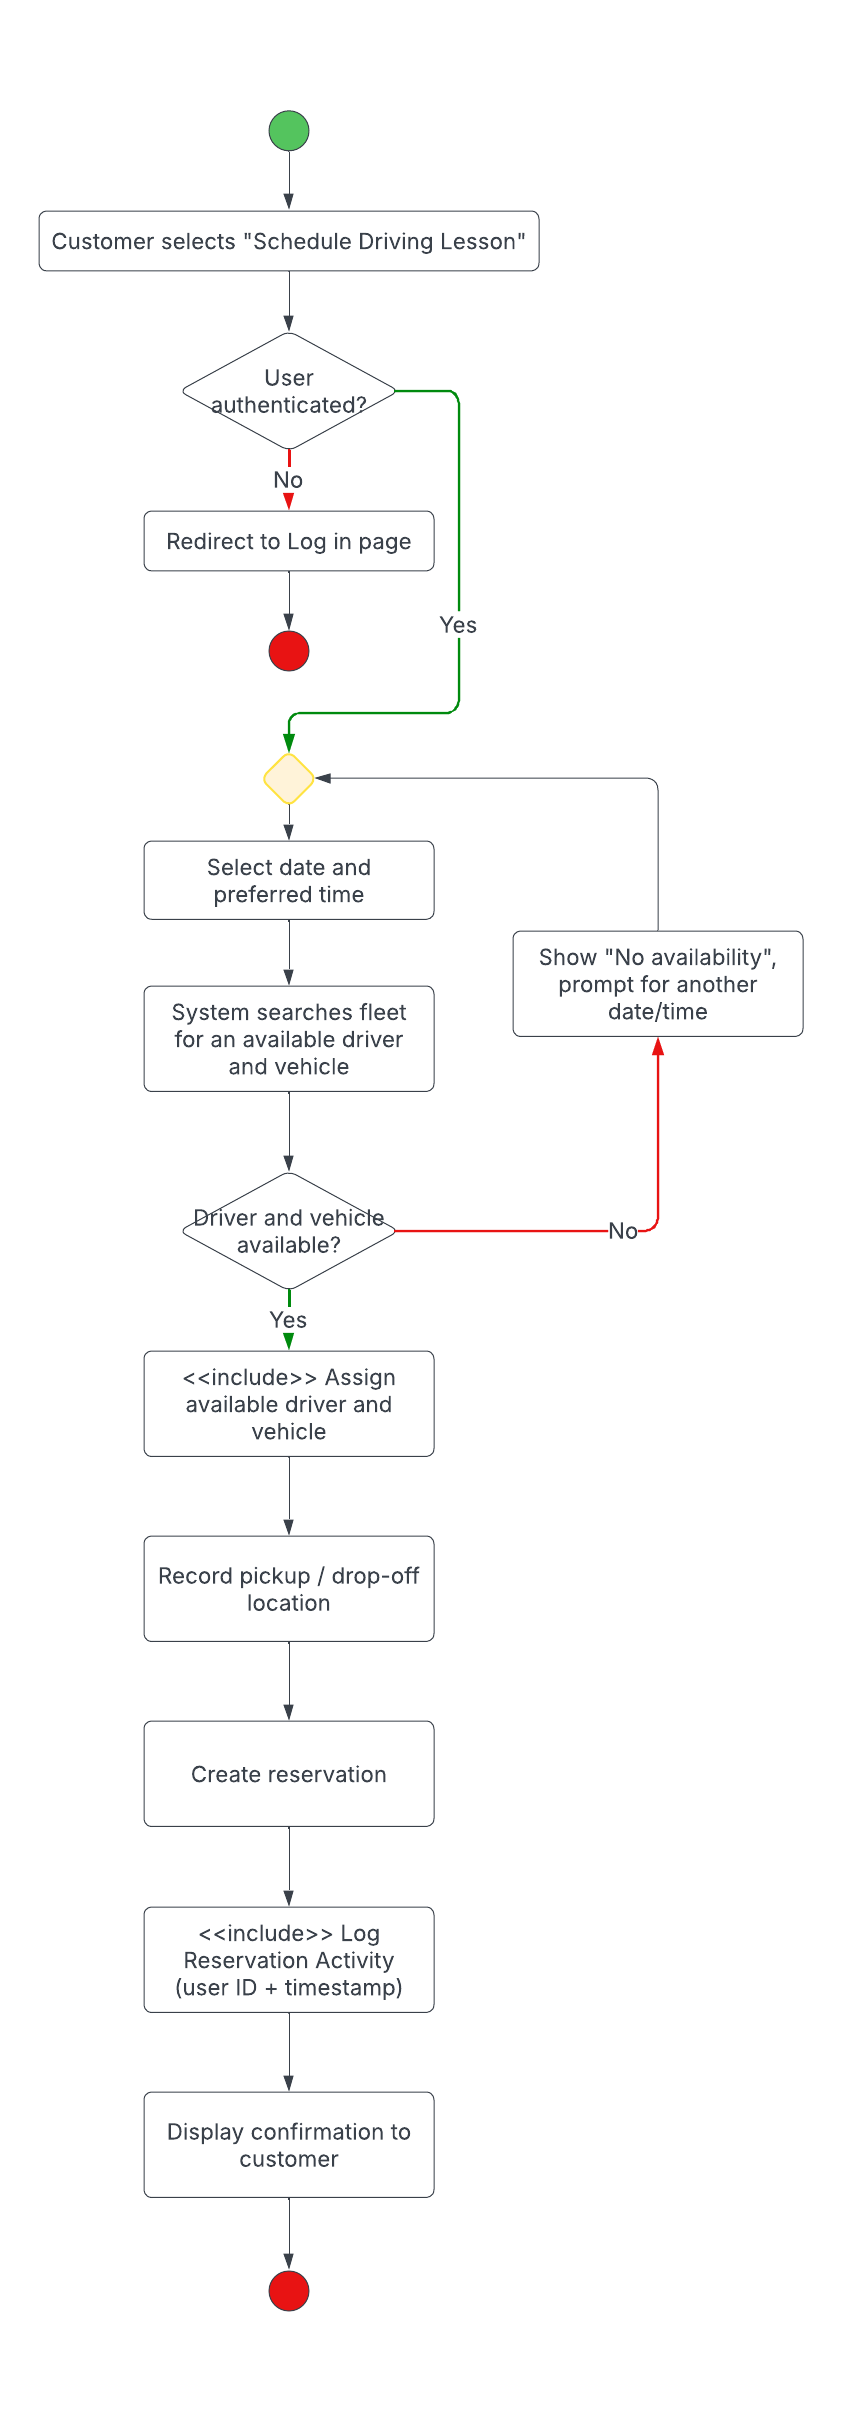 Customer selects "Schedule Driving Lesson"
User
authenticated?
No
Redirect to Log in page
Yes
Select date and
preferred time
Show "No availability",
prompt for another
date/time
System searches fleet
for an available driver
and vehicle
Driver and vehicle
available?
No
Yes
<<include>> Assign
available driver and
vehicle
Record pickup / drop-off
location
Create reservation
<<include>> Log
Reservation Activity
(user ID + timestamp)
Display confirmation to
customer